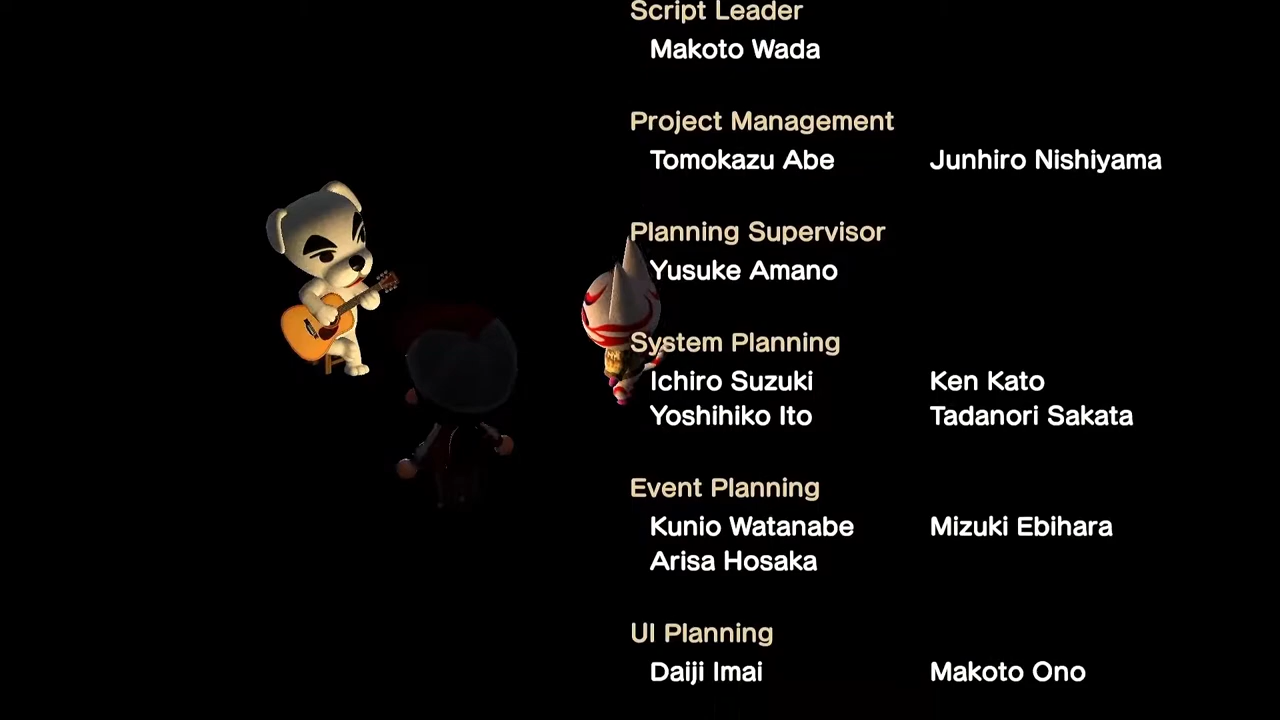 Script Leader
Makoto Wada
Project Management
Tomokazu Abe Junhiro Nishiyama
Planning Supervisor
Yusuke Amano
System Planning
Ichiro Suzuki Ken Kato
Yoshihiko Ito Tadanori Sakata
Event Planning
Kunio Watanabe Mizuki Ebihara
Arisa Hosaka
UI Planning
Daiji Imai Makoto Ono